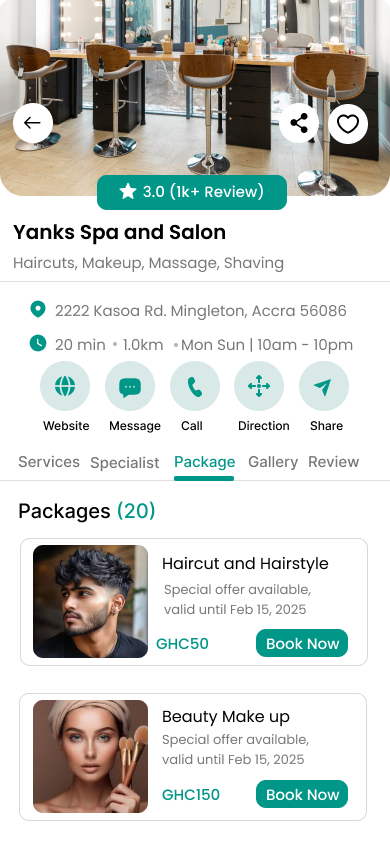 3.0 (1k+ Review)
Yanks Spa and Salon
Haircuts, Makeup, Massage, Shaving
2222 Kasoa Rd. Mingleton, Accra 56086
20 min • 1.0km • Mon Sun | 10am - 10pm
Website Message Call Direction Share
Services Specialist Package Gallery Review
Packages (20)
Haircut and Hairstyle
Special offer available,
valid until Feb 15, 2025
GHC50 Book Now
Beauty Make up
Special offer available,
valid until Feb 15, 2025
GHC150 Book Now